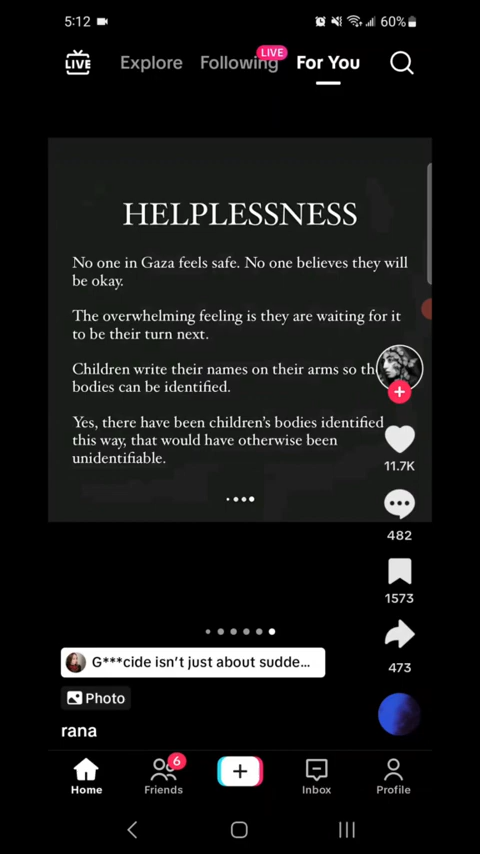 5:12
60%
LIVE
Explore
Following
LIVE
For You
HELPLESSNESS
No one in Gaza feels safe. No one believes they will
be okay.
The overwhelming feeling is they are waiting for it
to be their turn next.
Children write their names on their arms so th
bodies can be identified.
Yes, there have been children's bodies identified
this way, that would have otherwise been
unidentifiable.
11.7K
482
1573
473
G***cide isn't just about sudde...
Photo
rana
6
Home
Friends
Inbox
Profile